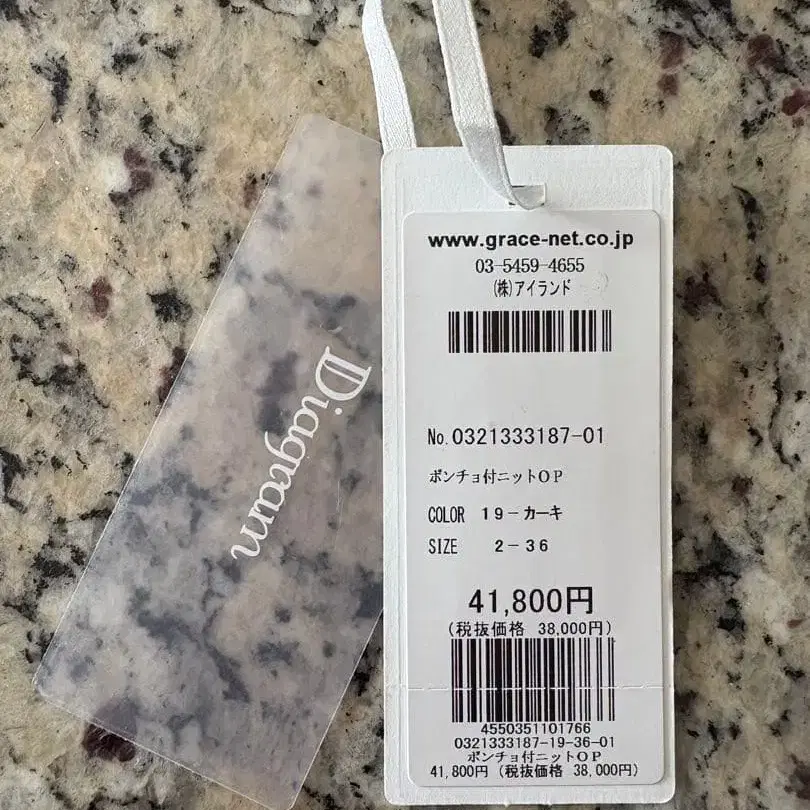 Diagram
www.grace-net.co.jp
03-5459-4655
(株)アイランド
No.0321333187-01
ポンチョ付ニットOP
COLOR 19-カーキ
SIZE 2-36
41,800円
(税抜価格 38,000円)
4550351101766
0321333187-19-36-01
ポンチョ付ニットOP
41,800円 (税抜価格 38,000円)